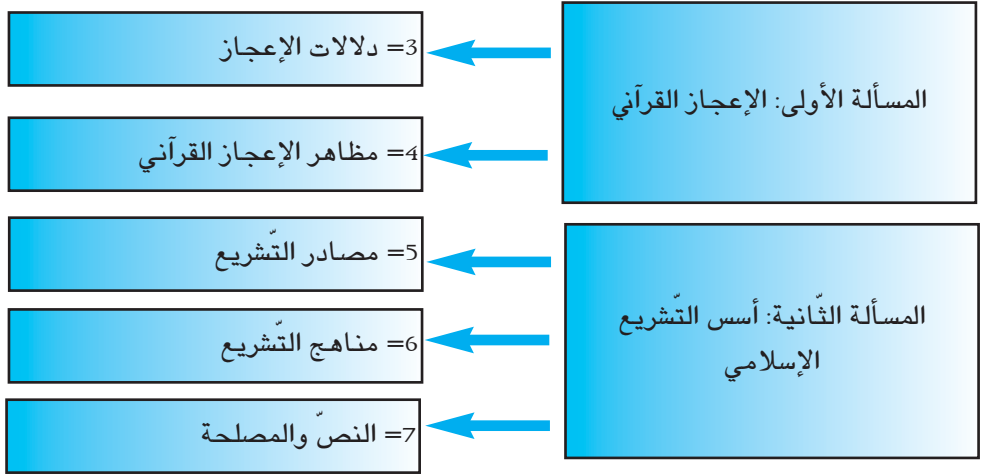 المسألة الأولى: الإعجاز القرآني
3= دلالات الإعجاز
4= مظاهر الإعجاز القرآني
المسألة الثّانية: أسس التّشريع
الإسلامي
5= مصادر التّشريع
6= مناهج التّشريع
7= النصّ والمصلحة